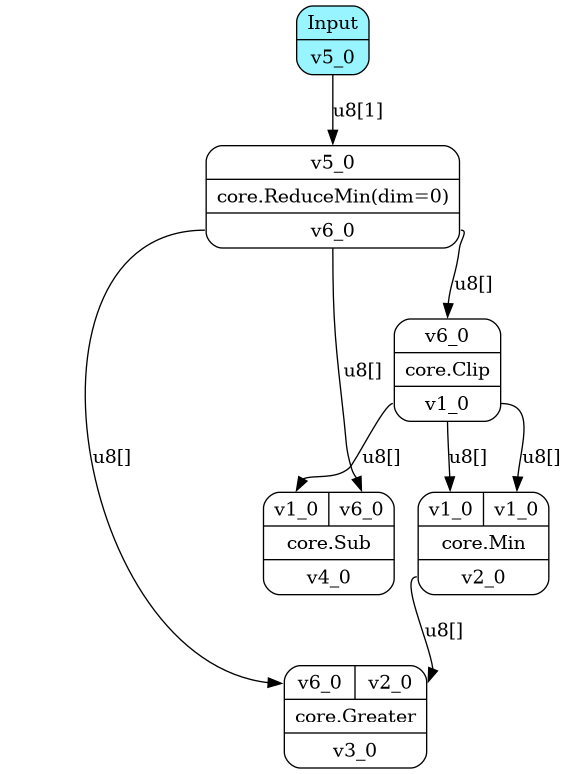 Input
v5_0
u8[1]
v5_0
core.ReduceMin(dim=0)
v6_0
u8[]
v6_0
u8[]
core.Clip
v1_0
u8[]
u8[] u8[] u8[]
v1_0 v6_0
core.Sub
v4_0
v1_0 v1_0
core.Min
v2_0
u8[]
v6_0 v2_0
core.Greater
v3_0